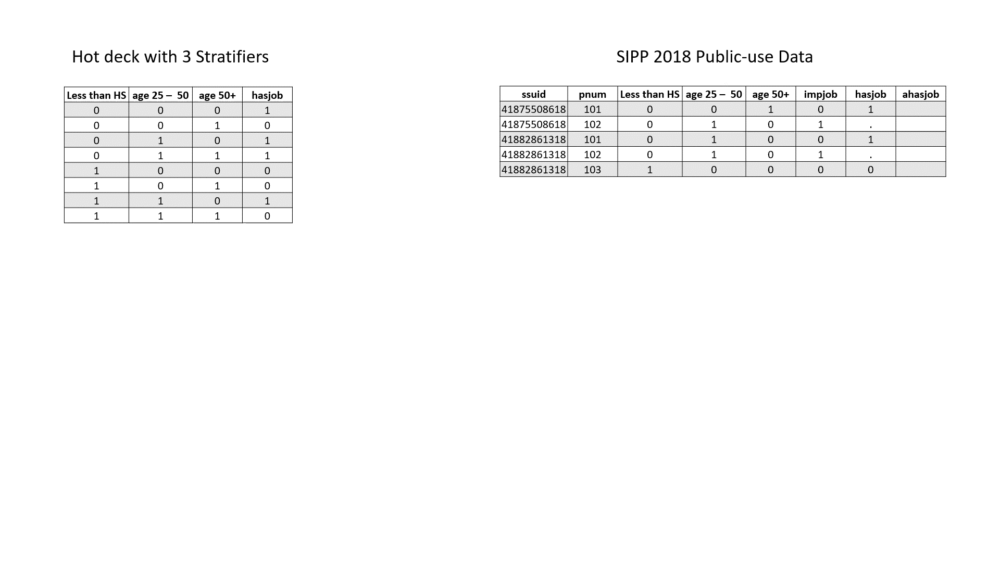 Hot deck with 3 Stratifiers
Less than HS age 25 – 50 age 50+ hasjob
0 0 0 1
0 0 1 0
0 1 0 1
0 1 1 1
1 0 0 0
1 0 1 0
1 1 0 1
1 1 1 0
SIPP 2018 Public-use Data
ssuid pnum Less than HS age 25 – 50 age 50+ impjob hasjob ahasjob
41875508618 101 0 0 1 0 1
41875508618 102 0 1 0 1 .
41882861318 101 0 1 0 0 1
41882861318 102 0 1 0 1 .
41882861318 103 1 0 0 0 0